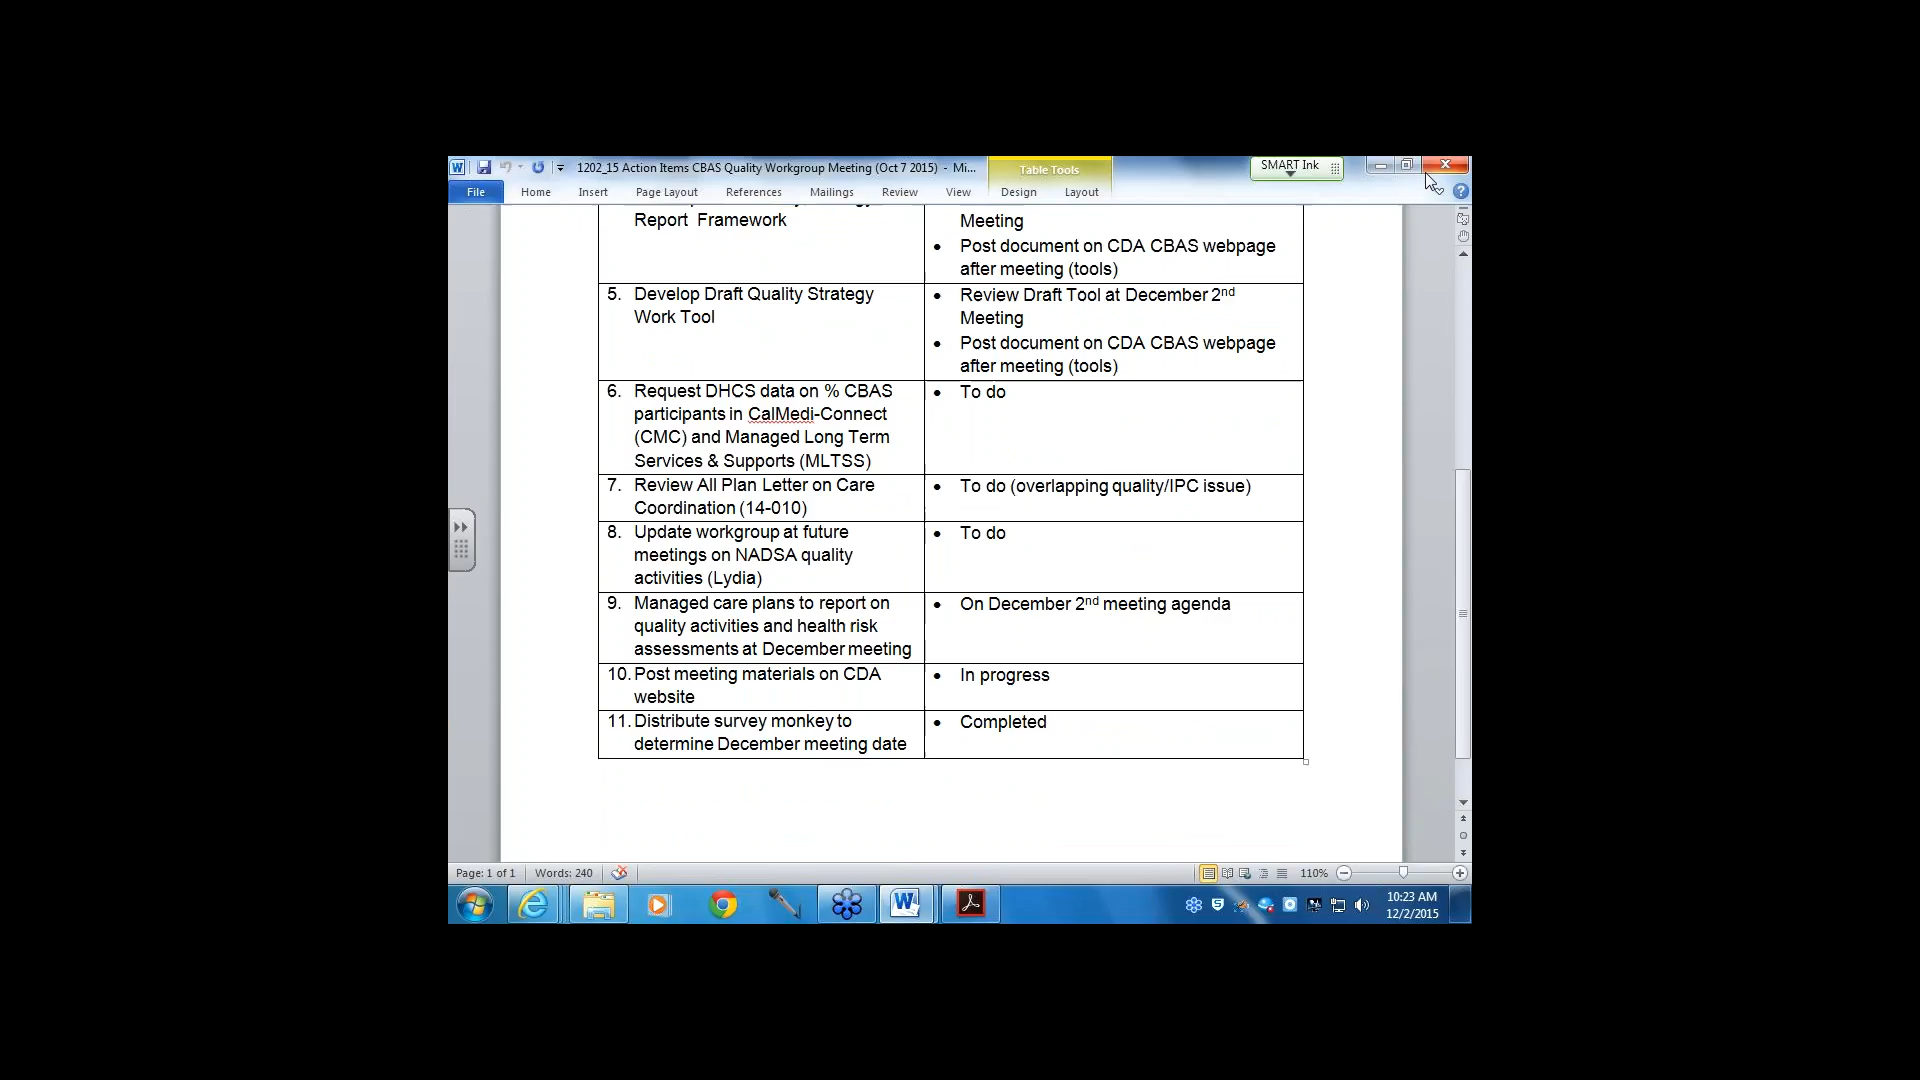 1202_15 Action Items CBAS Quality Workgroup Meeting (Oct 7 2015) - Mi...
Table Tools
SMART Ink
File
Home
Insert
Page Layout
References
Mailings
Review
View
Design
Layout
Report Framework
Meeting
• Post document on CDA CBAS webpage
after meeting (tools)
5. Develop Draft Quality Strategy
Work Tool
• Review Draft Tool at December 2nd
Meeting
• Post document on CDA CBAS webpage
after meeting (tools)
6. Request DHCS data on % CBAS
participants in CalMedi-Connect
(CMC) and Managed Long Term
Services & Supports (MLTSS)
• To do
7. Review All Plan Letter on Care
Coordination (14-010)
• To do (overlapping quality/IPC issue)
8. Update workgroup at future
meetings on NADSA quality
activities (Lydia)
• To do
9. Managed care plans to report on
quality activities and health risk
assessments at December meeting
• On December 2nd meeting agenda
10. Post meeting materials on CDA
website
• In progress
11. Distribute survey monkey to
determine December meeting date
• Completed
Page: 1 of 1
Words: 240
110%
10:23 AM
12/2/2015